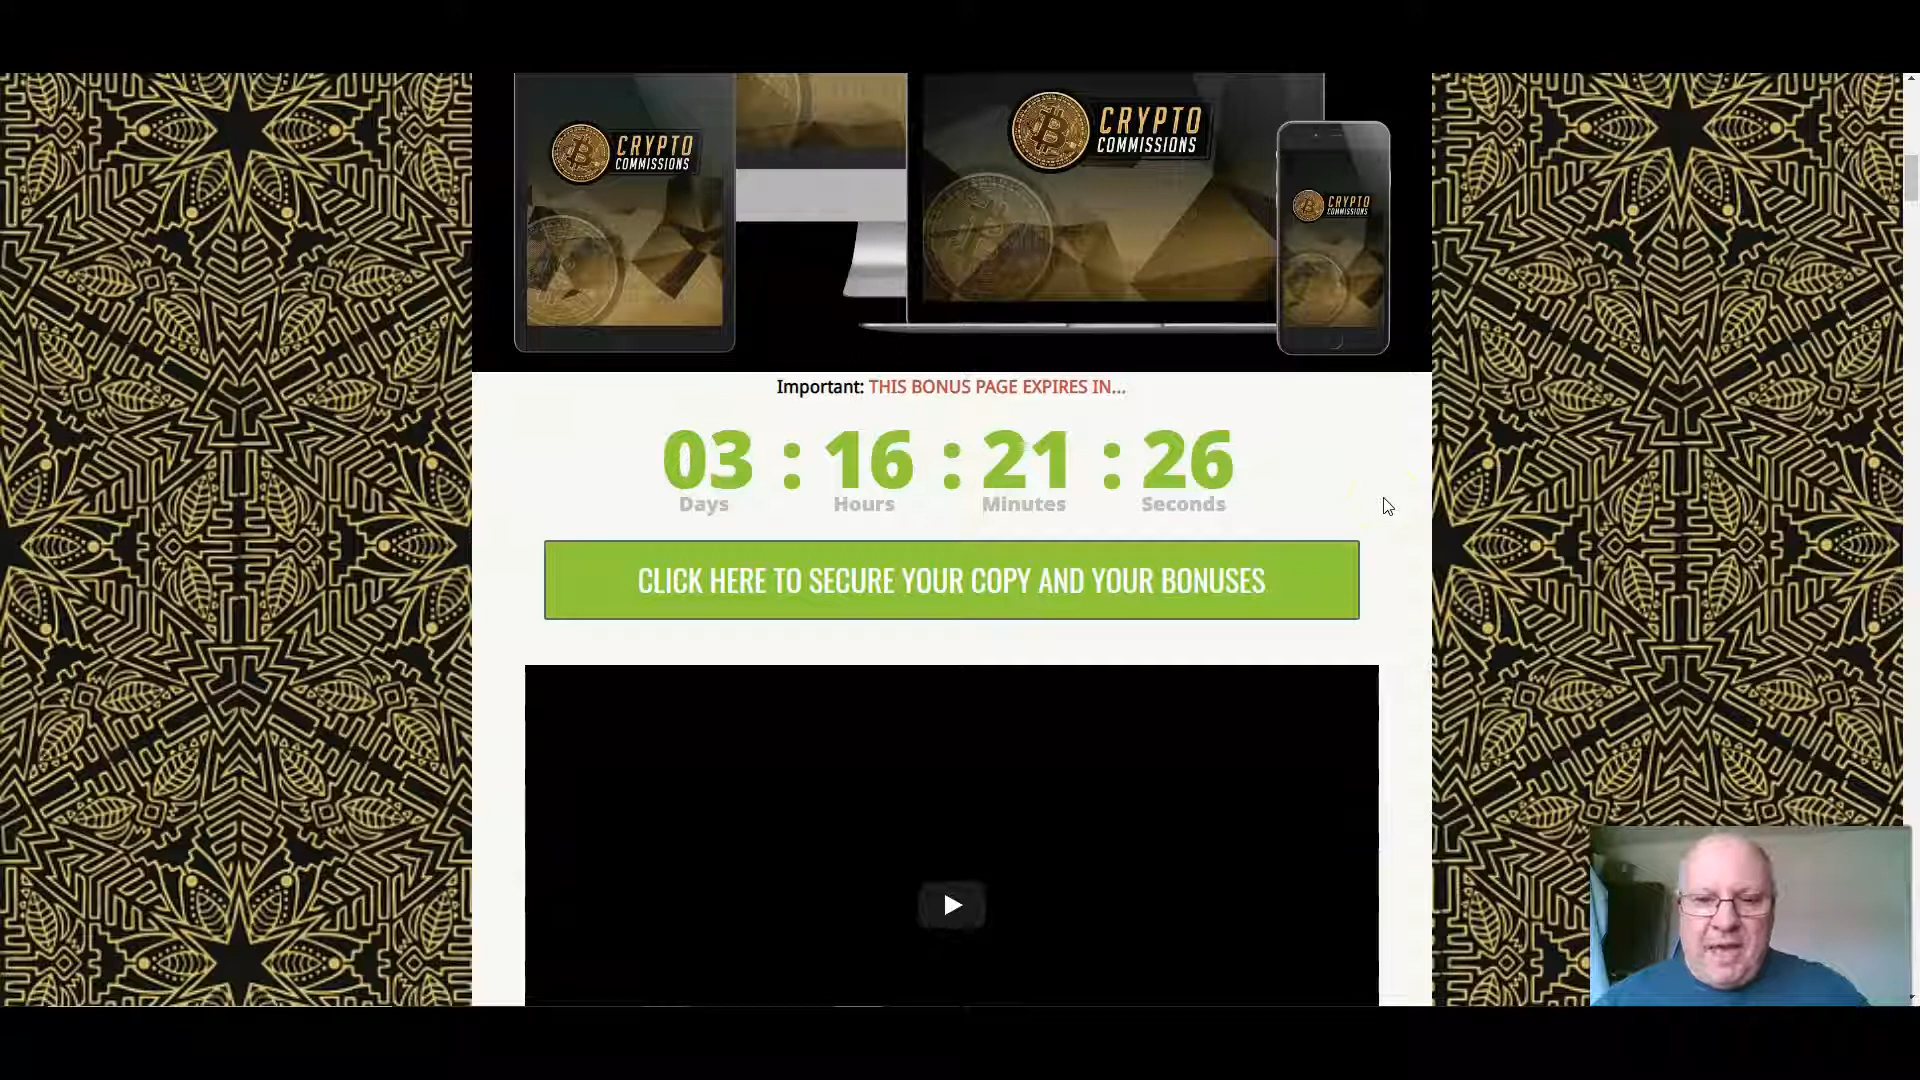 CRYPTO
COMMISSIONS
CRYPTO
COMMISSIONS
CRYPTO
COMMISSIONS
Important: THIS BONUS PAGE EXPIRES IN...
03 : 16 : 21 : 26
Days Hours Minutes Seconds
CLICK HERE TO SECURE YOUR COPY AND YOUR BONUSES